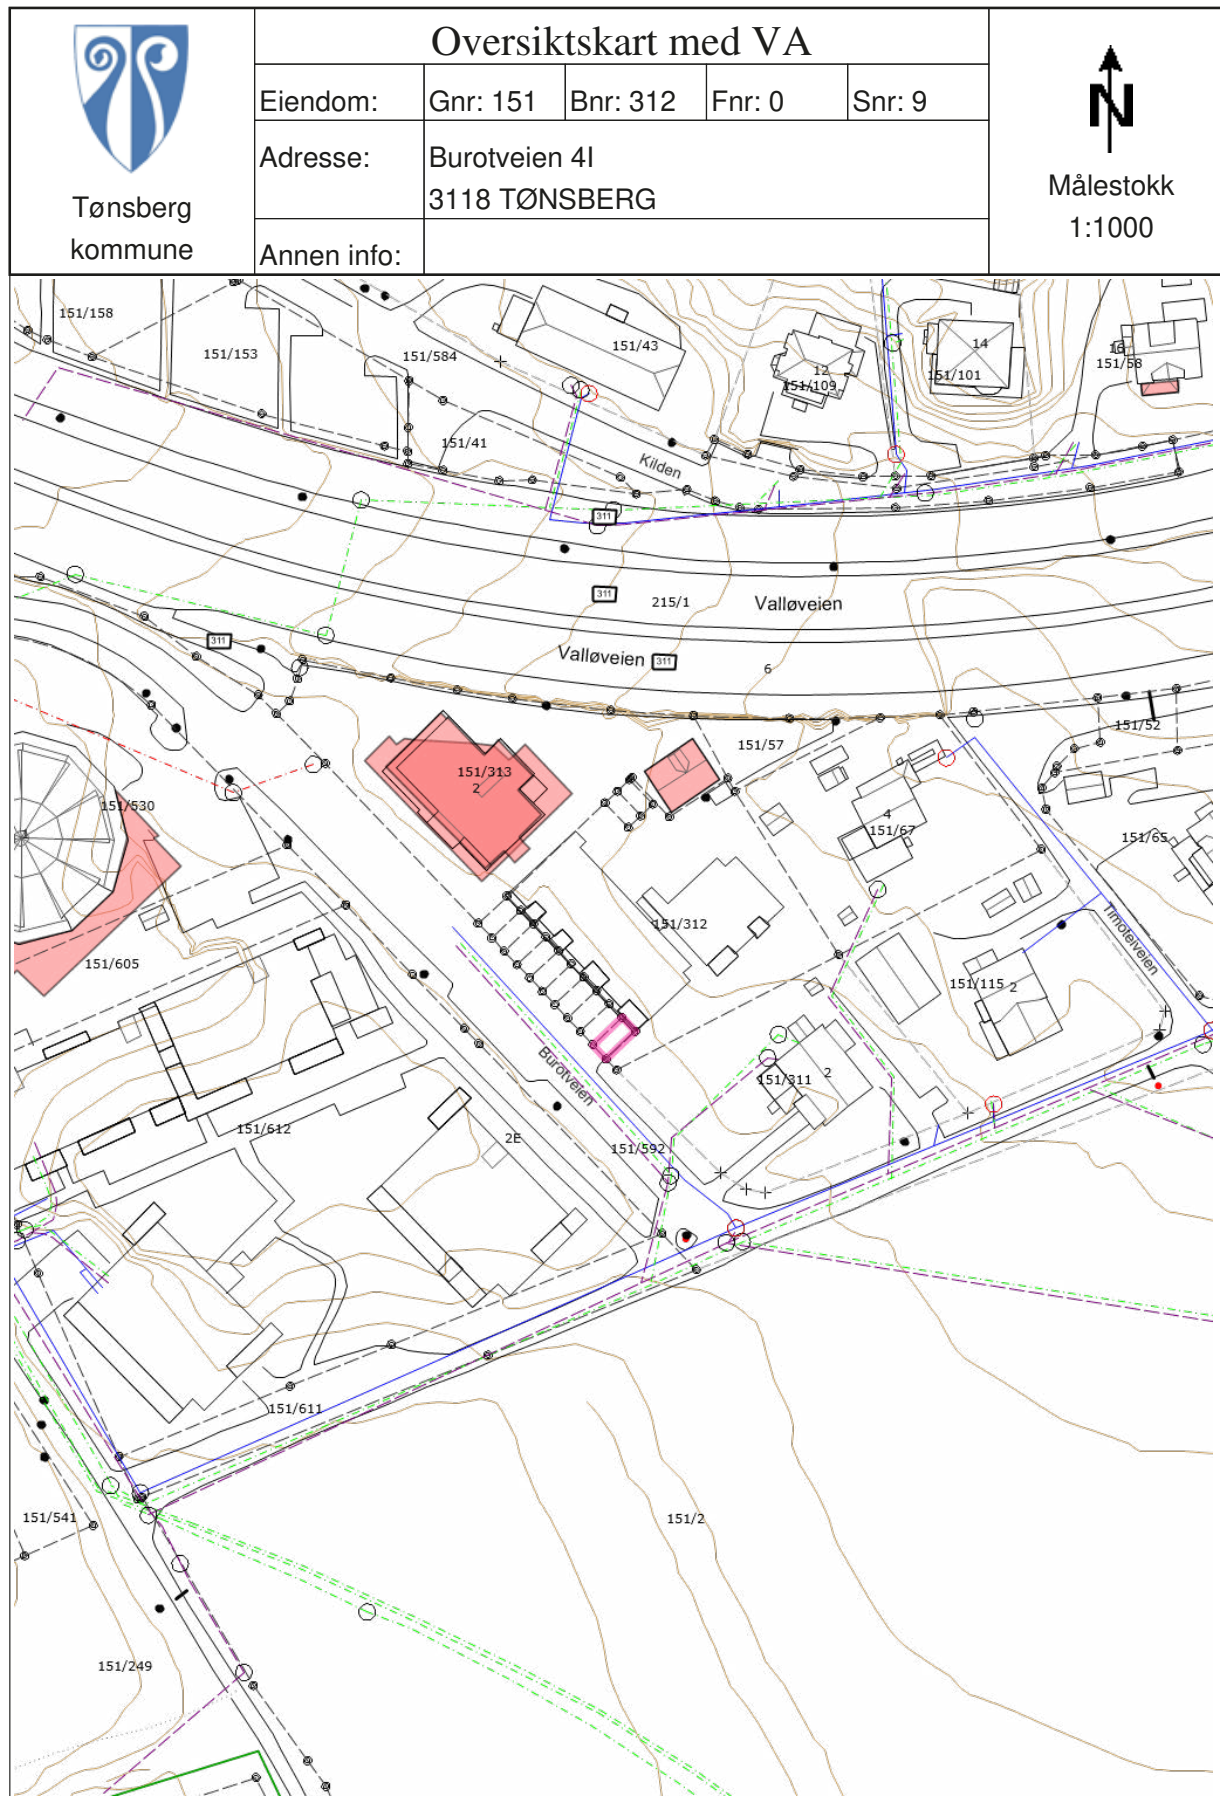 Oversiktskart med VA
Eiendom: Gnr: 151 Bnr: 312 Fnr: 0 Snr: 9
Adresse: Burotveien 4I
3118 TØNSBERG
Annen info:
Tønsberg
kommune
N
Målestokk
1:1000
151/158
151/153
151/584
151/43
12
151/109
14
151/101
16
151/58
151/41
Kilden
311
311
215/1
Valløveien
311
Valløveien 311
6
151/57
151/52
151/313
2
151/530
4
151/67
151/65
151/312
Timoteiveien
151/605
151/115 2
Burotveien
151/311 2
151/612
2E
151/592
151/611
151/541
151/2
151/249